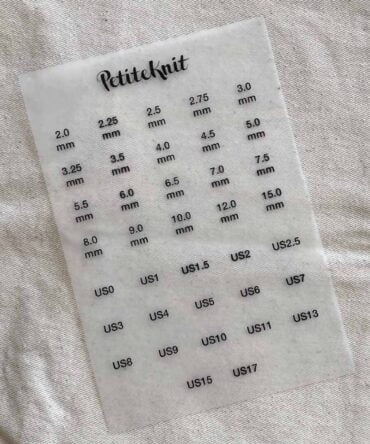 PetiteKnit
2.0 mm 2.25 mm 2.5 mm 2.75 mm 3.0 mm
3.25 mm 3.5 mm 4.0 mm 4.5 mm 5.0 mm
5.5 mm 6.0 mm 6.5 mm 7.0 mm 7.5 mm
8.0 mm 9.0 mm 10.0 mm 12.0 mm 15.0 mm
US0 US1 US1.5 US2 US2.5
US3 US4 US5 US6 US7
US8 US9 US10 US11 US13
US15 US17